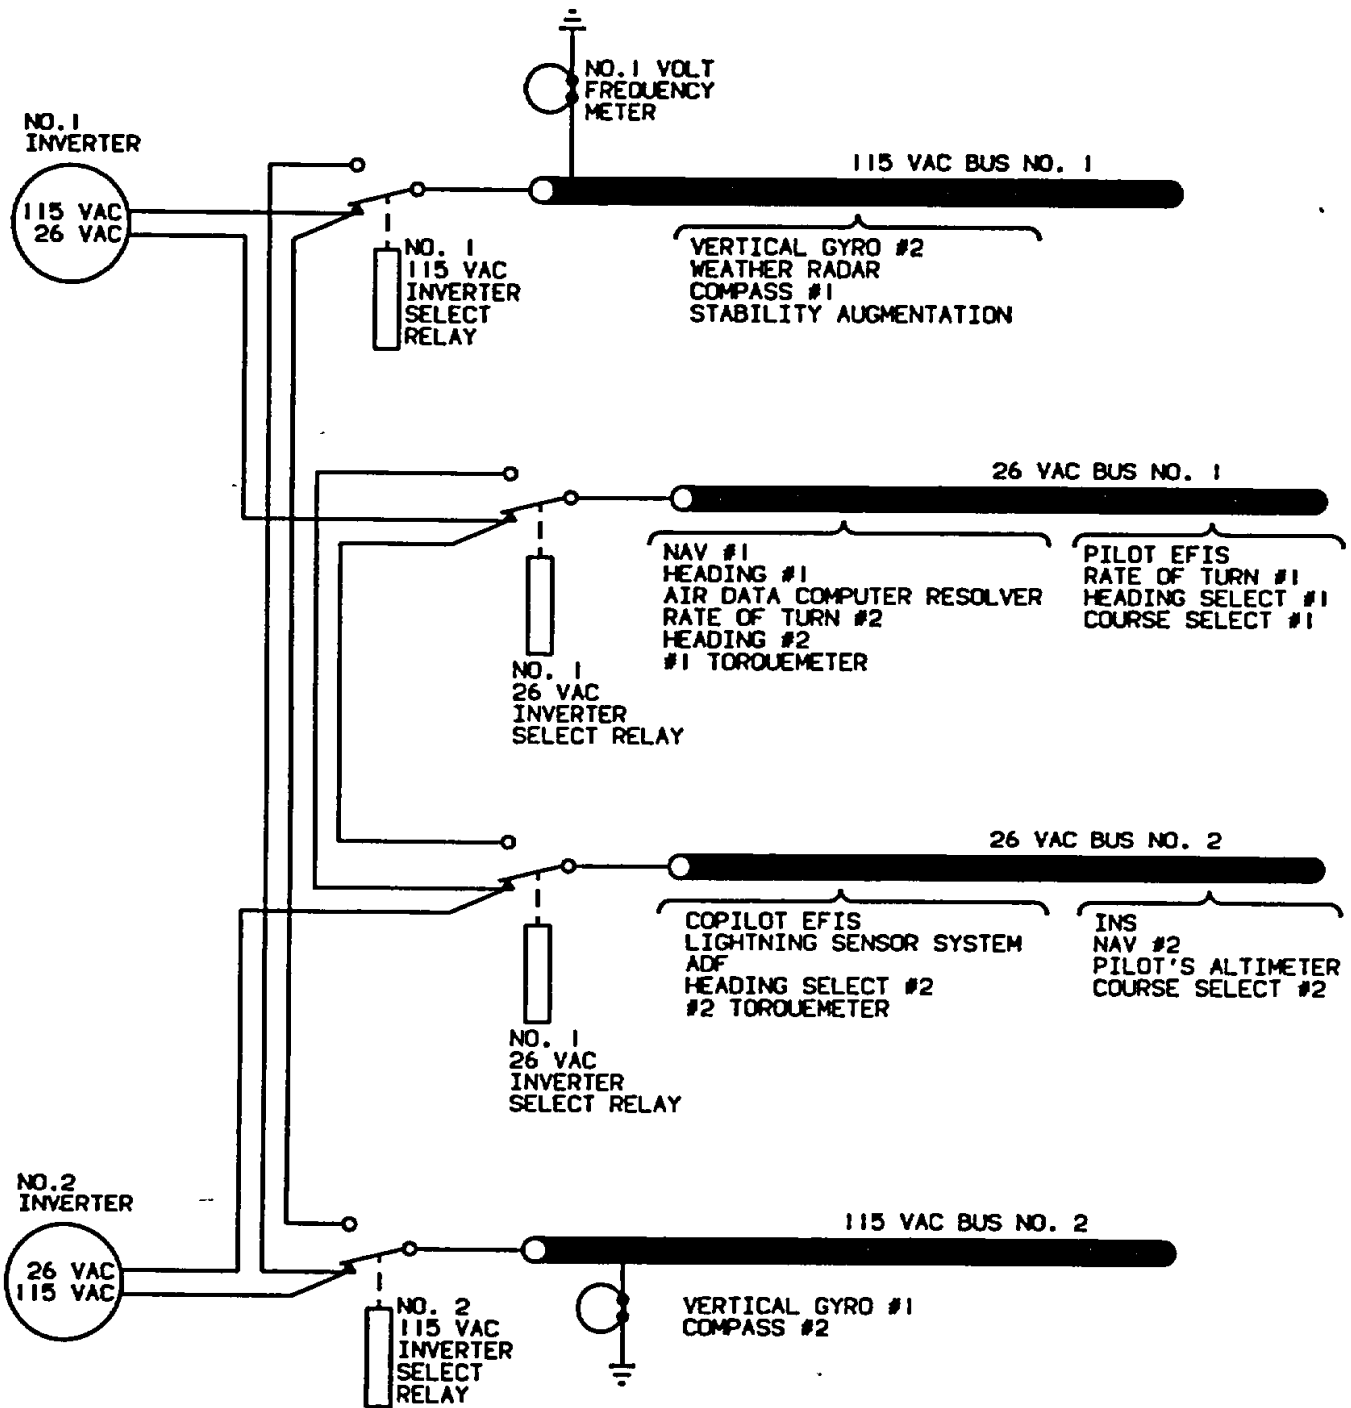 NO.1 VOLT
FREQUENCY
METER
NO.1
INVERTER
115 VAC
26 VAC
115 VAC BUS NO. 1
NO. 1
115 VAC
INVERTER
SELECT
RELAY
VERTICAL GYRO #2
WEATHER RADAR
COMPASS #1
STABILITY AUGMENTATION
26 VAC BUS NO. 1
NAV #1
HEADING #1
AIR DATA COMPUTER RESOLVER
RATE OF TURN #2
HEADING #2
#1 TORQUEMETER
PILOT EFIS
RATE OF TURN #1
HEADING SELECT #1
COURSE SELECT #1
NO. 1
26 VAC
INVERTER
SELECT RELAY
26 VAC BUS NO. 2
COPILOT EFIS
LIGHTNING SENSOR SYSTEM
ADF
HEADING SELECT #2
#2 TORQUEMETER
INS
NAV #2
PILOT'S ALTIMETER
COURSE SELECT #2
NO. 1
26 VAC
INVERTER
SELECT RELAY
NO.2
INVERTER
26 VAC
115 VAC
115 VAC BUS NO. 2
NO. 2
115 VAC
INVERTER
SELECT
RELAY
VERTICAL GYRO #1
COMPASS #2